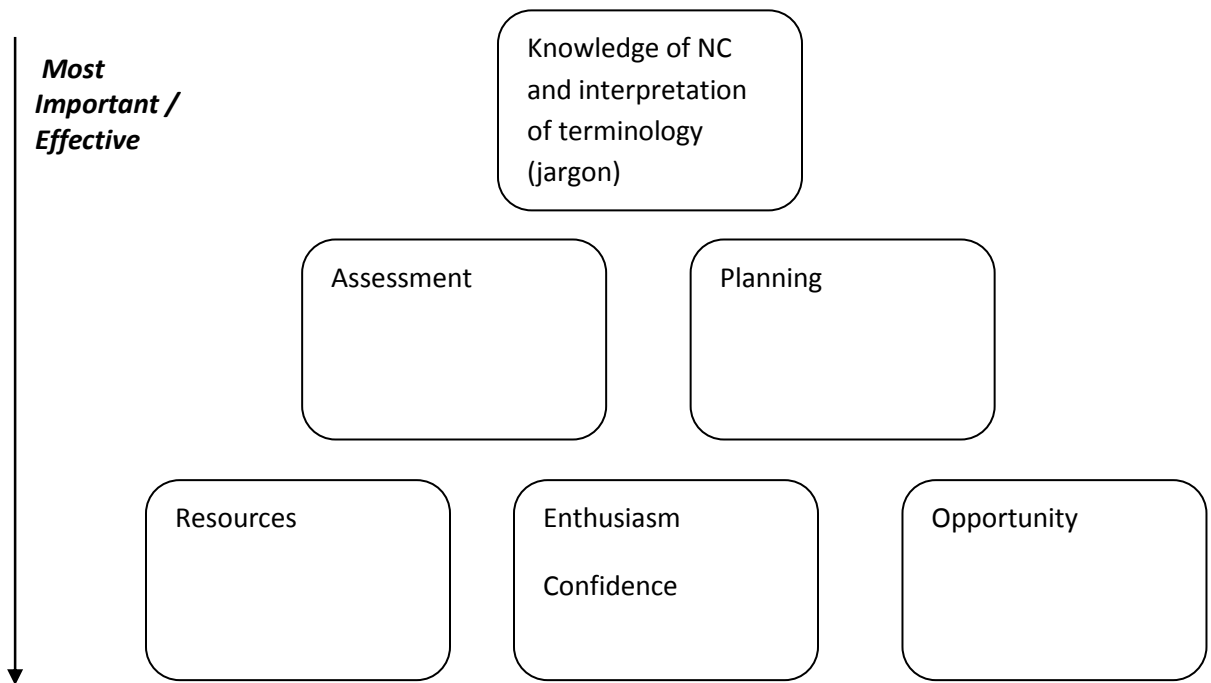 Most
Important /
Effective
Knowledge of NC
and interpretation
of terminology
(jargon)
Assessment
Planning
Resources
Enthusiasm
Confidence
Opportunity